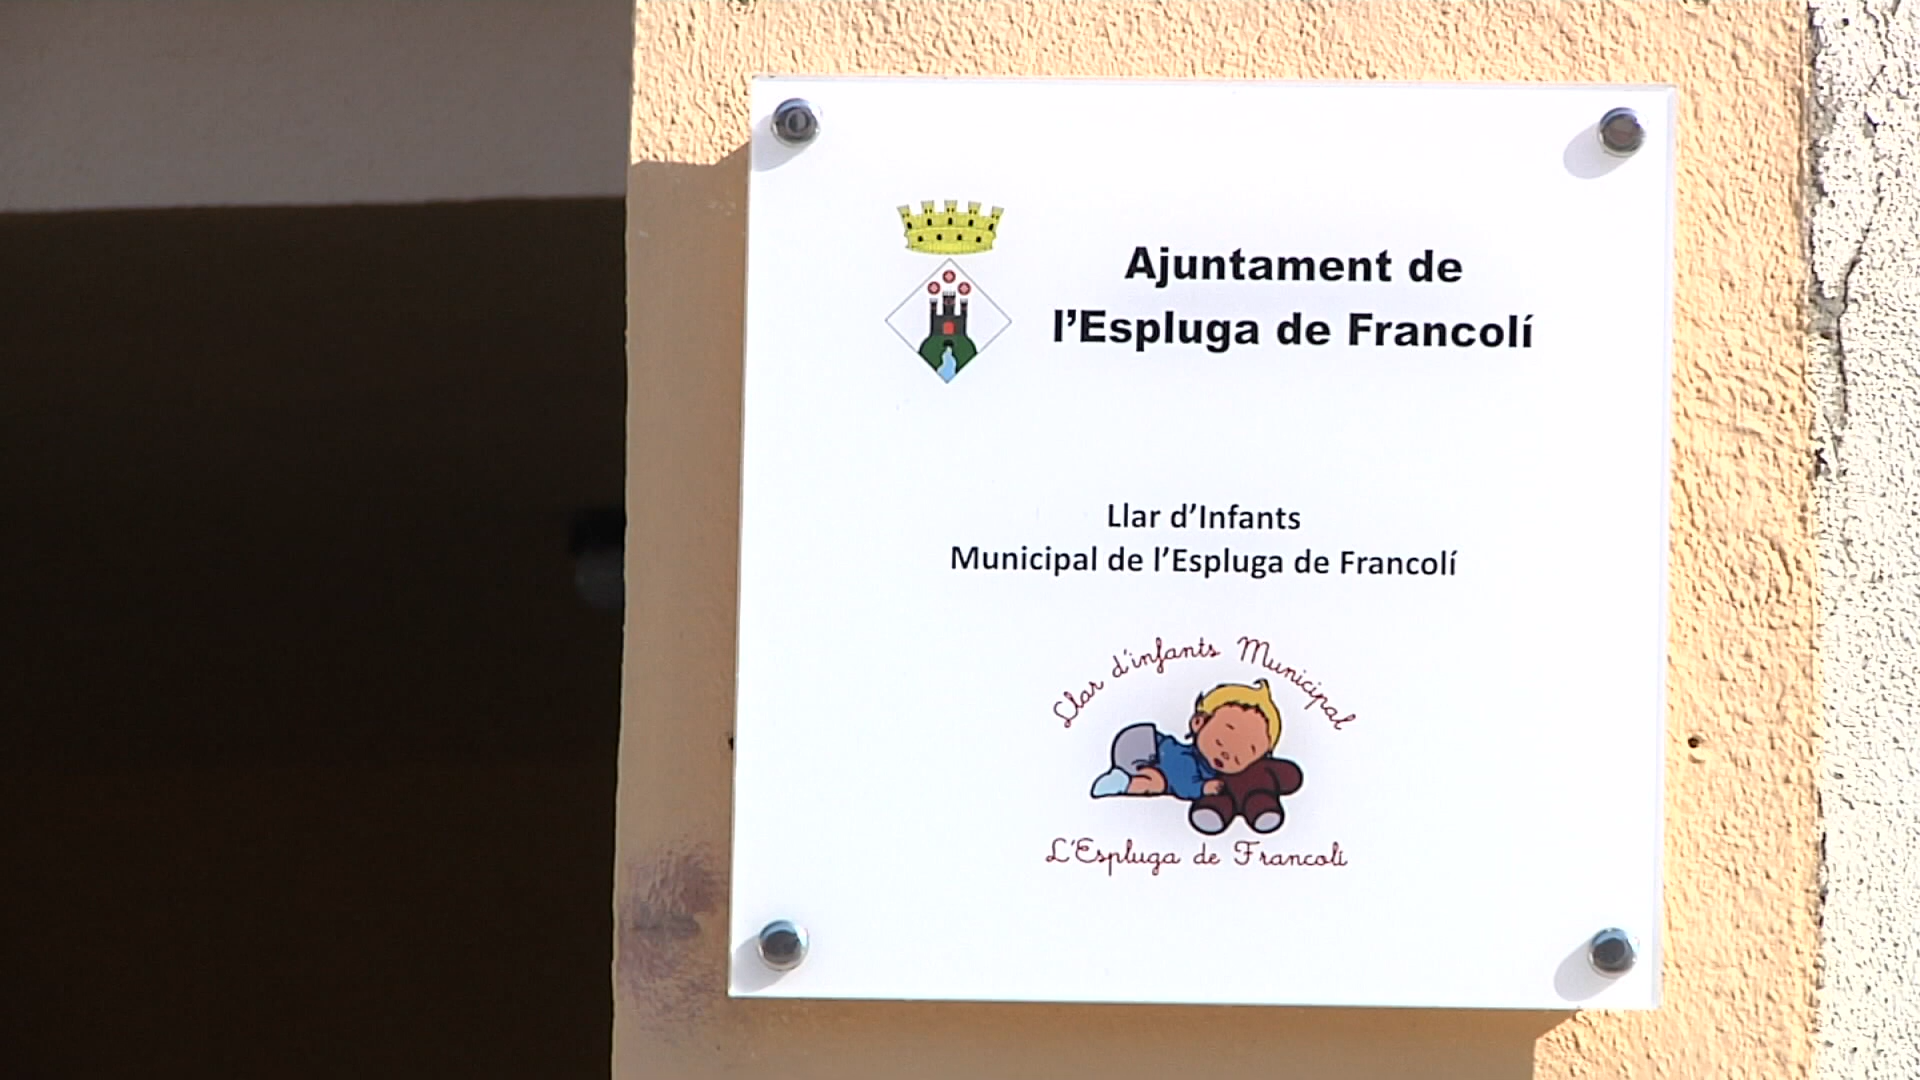 Ajuntament de
l’Espluga de Francolí
Llar d’Infants
Municipal de l’Espluga de Francolí
Llar d'infants Municipal
L'Espluga de Francolí